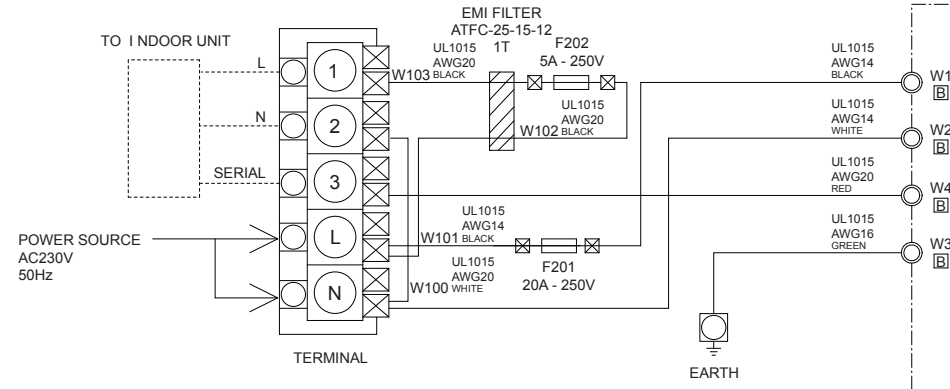 EMI FILTER
ATFC-25-15-12
1T
TO I NDOOR UNIT
L
N
SERIAL
POWER SOURCE
AC230V
50Hz
1
2
3
L
N
TERMINAL
W103
UL1015
AWG20
BLACK
F202
5A - 250V
W102
UL1015
AWG20
BLACK
W101
UL1015
AWG14
BLACK
F201
20A - 250V
W100
UL1015
AWG20
WHITE
UL1015
AWG14
BLACK
W1
B
UL1015
AWG14
WHITE
W2
B
UL1015
AWG20
RED
W4
B
UL1015
AWG16
GREEN
W3
B
EARTH